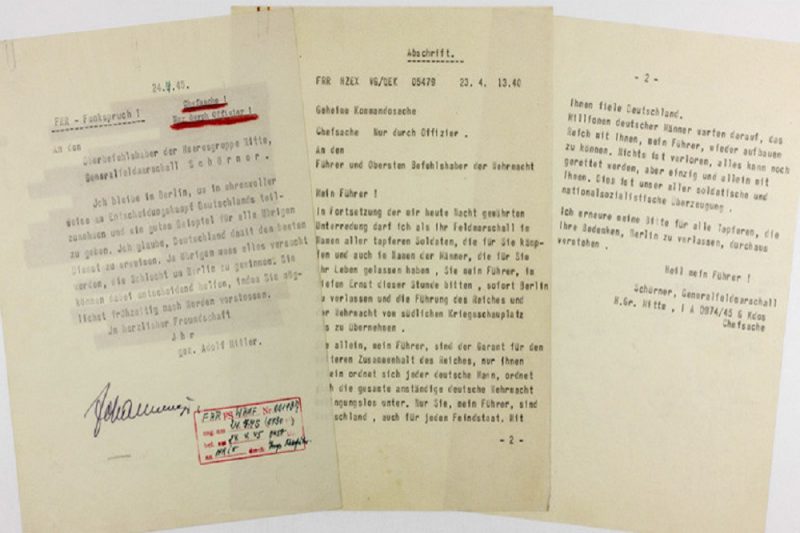 24.4.45.
FRR - Funkspruch !
Chefsache !
Nur durch Offizier !
An den
Oberbefehlshaber der Heeresgruppe Mitte,
Generalfeldmarschall Schörner.
Ich bleibe in Berlin, um in ehrenvoller
Weise am Entscheidungskampf Deutschlands teil-
zunehmen und ein gutes Beispiel für alle Übrigen
zu geben. Ich glaube, Deutschland damit den besten
Dienst zu erweisen. Im übrigen muss alles versucht
werden, die Schlacht um Berlin zu gewinnen. Sie
können dabei entscheidend helfen, indem Sie mög-
lichst frühzeitig nach Norden vorstossen.
In herzlicher Freundschaft
Ihr
gez. Adolf Hitler.
FRR
Abschrift.
FRR HZEX VG/DEK 05479 23. 4. 13.40
Geheime Kommandosache
Chefsache Nur durch Offizier .
An den
Führer und Obersten Befehlshaber der Wehrmacht
Mein Führer !
In Fortsetzung der mir heute Nacht gewährten
Unterredung darf ich als Ihr Feldmarschall im
Namen aller tapferen Soldaten, die für Sie kämp-
fen und auch im Namen der Männer, die für Sie
ihr Leben gelassen haben , Sie mein Führer, im
tiefen Ernst dieser Stunde bitten , sofort Berlin
zu verlassen und die Führung des Reiches und
der Wehrmacht vom südlichen Kriegsschauplatz
zu übernehmen .
allein, mein Führer, sind der Garant für den
Zusammenhalt des Reiches, nur Ihnen
ordnet sich jeder deutsche Mann, ordnet
die gesamte anständige deutsche Wehrmacht
unter. Nur Sie, mein Führer, sind
, auch für jeden Feindstaat. Mit
- 2 -
- 2 -
Ihnen fiele Deutschland.
Millionen deutscher Männer warten darauf, das
Reich mit Ihnen, mein Führer, wieder aufbauen
zu können. Nichts ist verloren, alles kann noch
gerettet werden, aber einzig und allein mit
Ihnen. Dies ist unser aller soldatische und
nationalsozialistische Überzeugung .
Ich erneure meine Bitte für alle Tapferen, die
Ihre Bedenken, Berlin zu verlassen, durchaus
verstehen .
Heil mein Führer !
Schörner, Generalfeldmarschall
H.Gr. Mitte , I A 0974/45 G Kdos
Chefsache